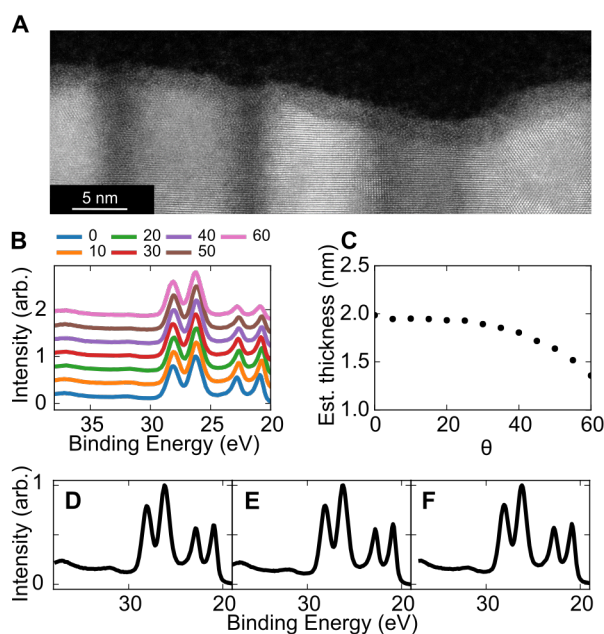 A
5 nm
B
0 20 40 60
10 30 50
Intensity (arb.)
2
1
0
35 30 25 20
Binding Energy (eV)
C
Est. thickness (nm)
2.5
2.0
1.5
1.0
0 20 40 60
θ
D E F
Intensity (arb.)
1
0
30 20 30 20 30 20
Binding Energy (eV)